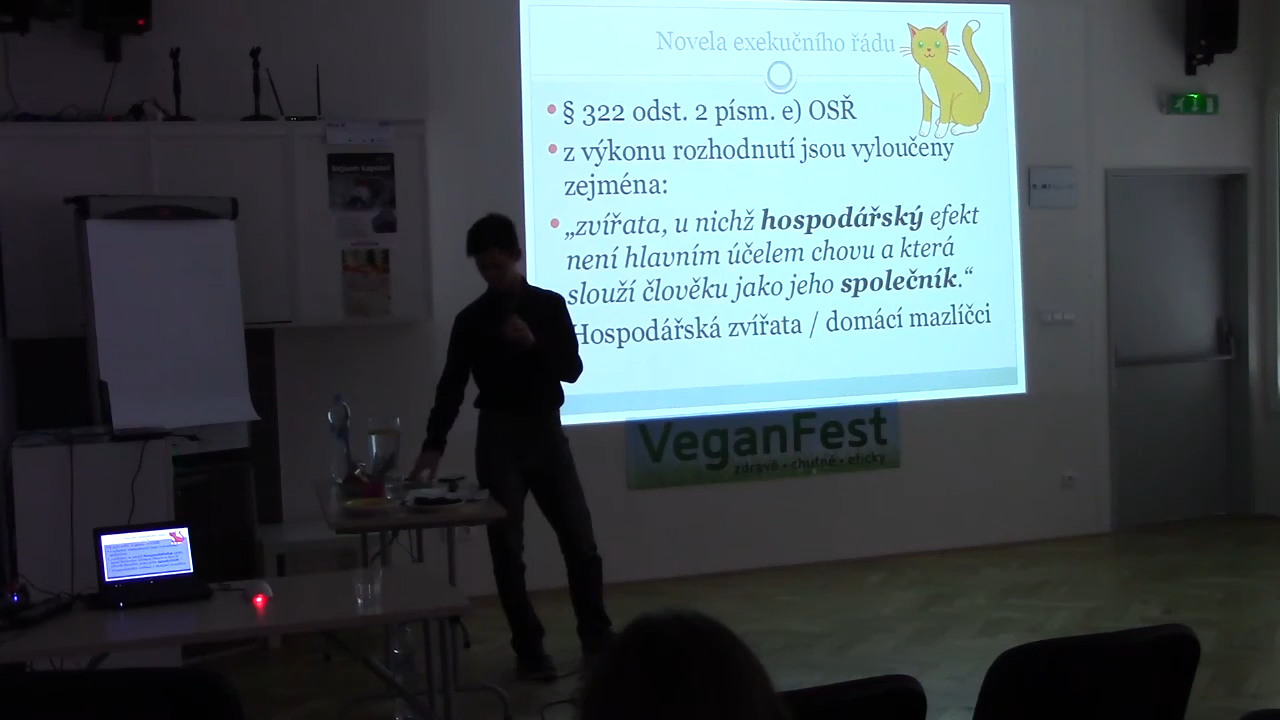 Novela exekučního řádu
§ 322 odst. 2 písm. e) OSŘ
z výkonu rozhodnutí jsou vyloučeny
zejména:
„zvířata, u nichž hospodářský efekt
není hlavním účelem chovu a která
slouží člověku jako jeho společník.“
Hospodářská zvířata / domácí mazlíčci
VeganFest
zdravě • chutně • eticky